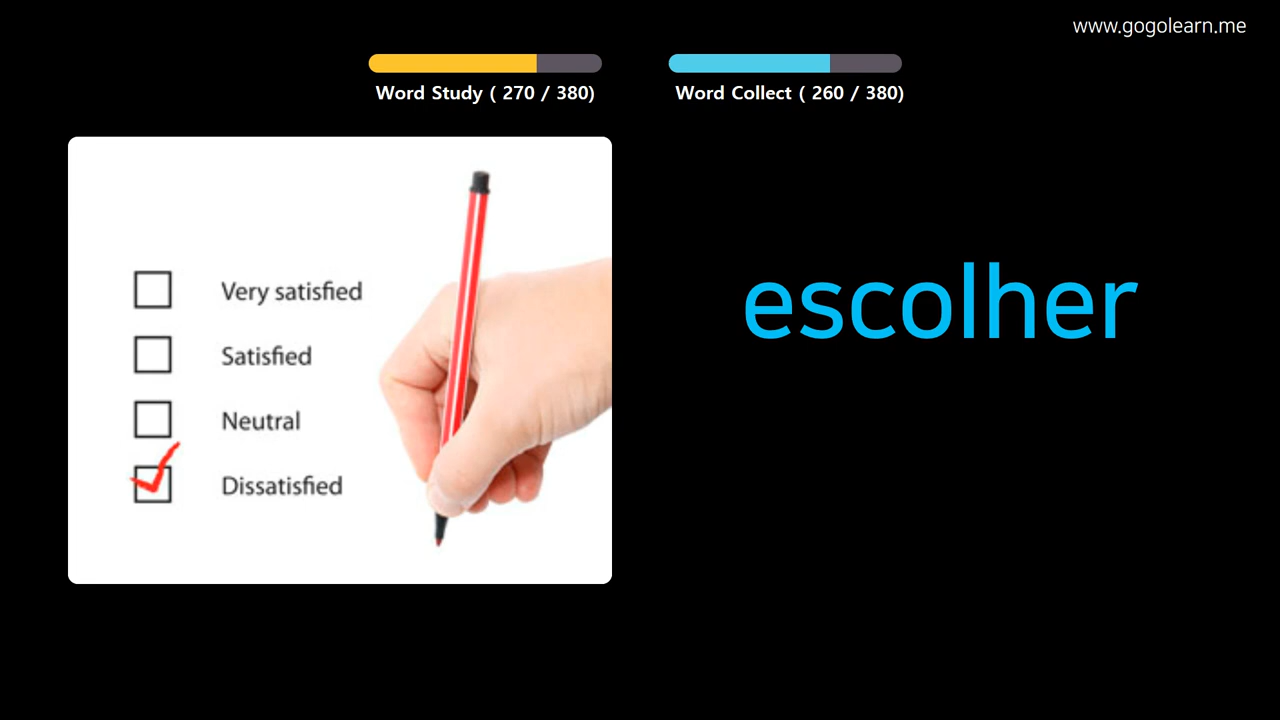 www.gogolearn.me
Word Study ( 270 / 380)
Word Collect ( 260 / 380)
Very satisfied
Satisfied
Neutral
Dissatisfied
escolher